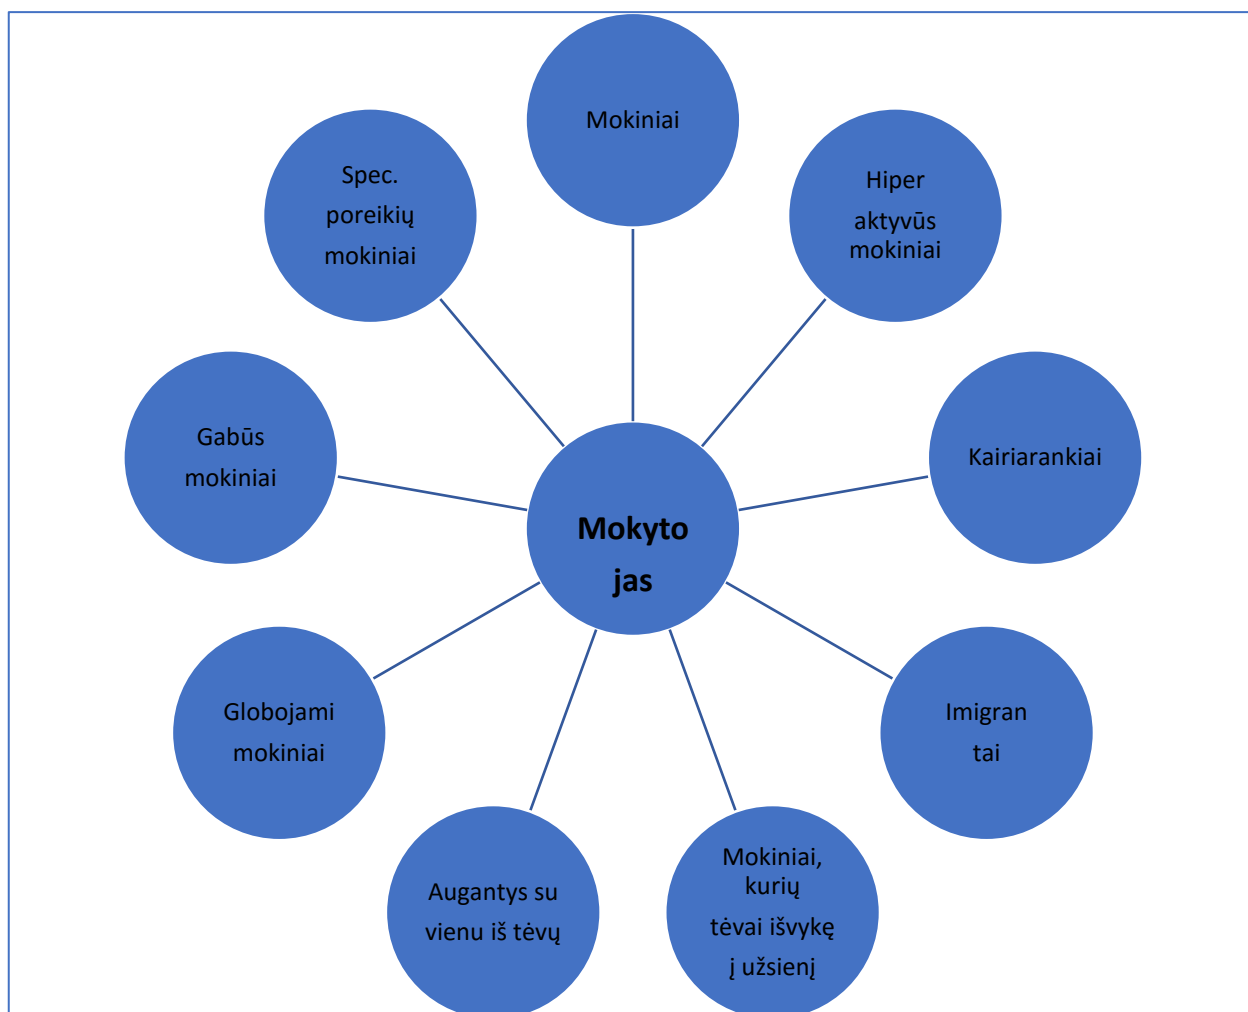 Mokiniai
Hiper
aktyvūs
mokiniai
Kairiarankiai
Imigran
tai
Mokiniai,
kurių
tėvai išvykę
į užsienį
Augantys su
vienu iš tėvų
Globojami
mokiniai
Gabūs
mokiniai
Spec.
poreikių
mokiniai
Mokyto
jas